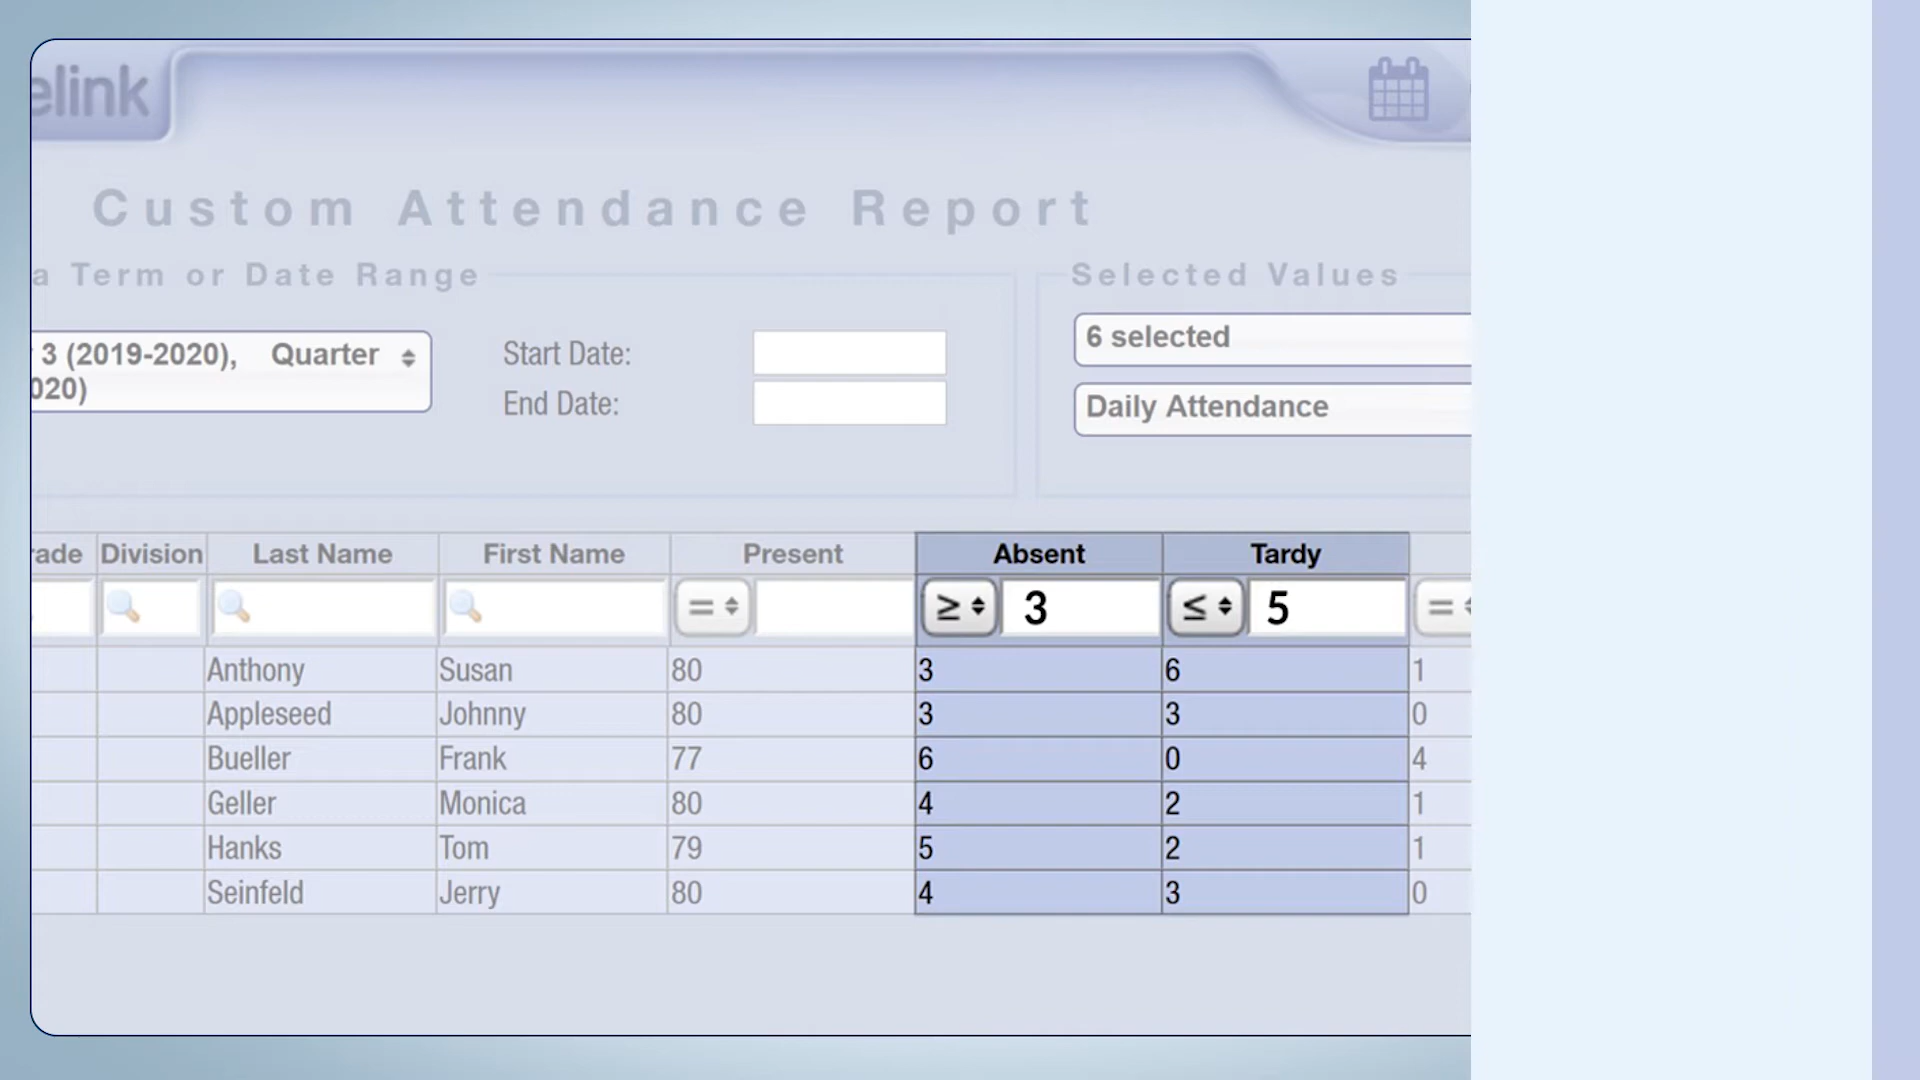 elink
Custom Attendance Report
a Term or Date Range
Selected Values
3 (2019-2020), Quarter
020)
Start Date:
End Date:
6 selected
Daily Attendance
rade Division Last Name First Name Present Absent Tardy
= ≥ 3 ≤ 5 =
Anthony Susan 80 3 6 1
Appleseed Johnny 80 3 3 0
Bueller Frank 77 6 0 4
Geller Monica 80 4 2 1
Hanks Tom 79 5 2 1
Seinfeld Jerry 80 4 3 0